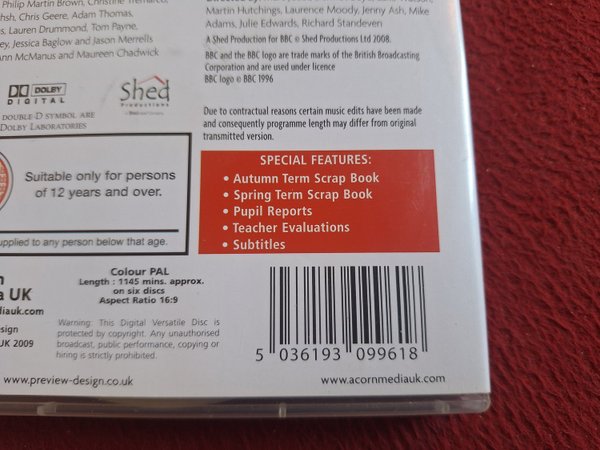 Philip Martin Brown, Christine Tremarco,
Chris Geere, Adam Thomas,
Lauren Drummond, Tom Payne,
Jessica Baglow and Jason Merrells
McManus and Maureen Chadwick
DOLBY
DIGITAL
DOUBLE-D SYMBOL ARE
DOLBY LABORATORIES
Shed
Productions
Martin Hutchings, Laurence Moody, Jenny Ash, Mike
Adams, Julie Edwards, Richard Standeven
A Shed Production for BBC © Shed Productions Ltd 2008.
BBC and the BBC logo are trade marks of the British Broadcasting
Corporation and are used under licence
BBC logo © BBC 1996
Due to contractual reasons certain music edits have been made
and consequently programme length may differ from original
transmitted version.
Suitable only for persons
of 12 years and over.
supplied to any person below that age.
SPECIAL FEATURES:
• Autumn Term Scrap Book
• Spring Term Scrap Book
• Pupil Reports
• Teacher Evaluations
• Subtitles
UK
mediauk.com
UK 2009
Colour PAL
Length : 1145 mins. approx.
on six discs
Aspect Ratio 16:9
Warning: This Digital Versatile Disc is
protected by copyright. Any unauthorised
broadcast, public performance, copying or
hiring is strictly prohibited.
5 036193 099618
www.preview-design.co.uk
www.acornmediauk.com